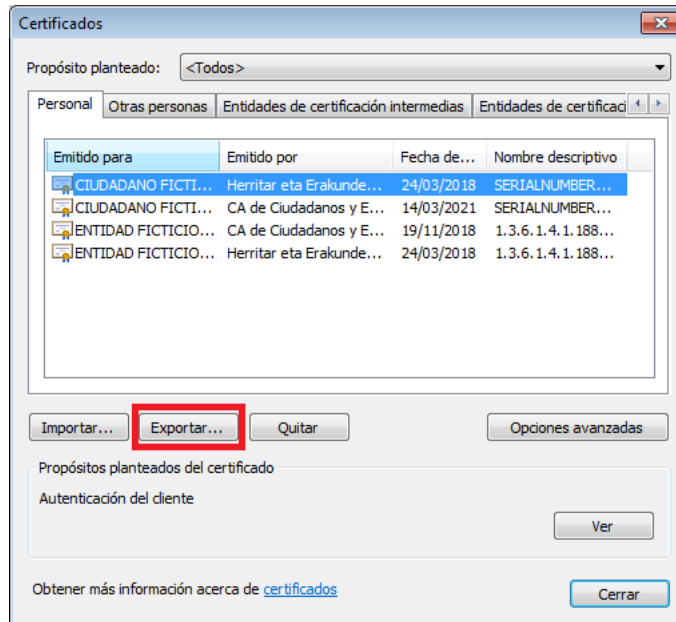 Certificados
Propósito planteado: <Todos>
Personal Otras personas Entidades de certificación intermedias Entidades de certificaci
Emitido para Emitido por Fecha de... Nombre descriptivo
CIUDADANO FICTI... Herritar eta Erakunde... 24/03/2018 SERIALNUMBER...
CIUDADANO FICTI... CA de Ciudadanos y E... 14/03/2021 SERIALNUMBER...
ENTIDAD FICTICIO... CA de Ciudadanos y E... 19/11/2018 1.3.6.1.4.1.188...
ENTIDAD FICTICIO... Herritar eta Erakunde... 24/03/2018 1.3.6.1.4.1.188...
Importar... Exportar... Quitar Opciones avanzadas
Propósitos planteados del certificado
Autenticación del cliente
Ver
Obtener más información acerca de certificados
Cerrar